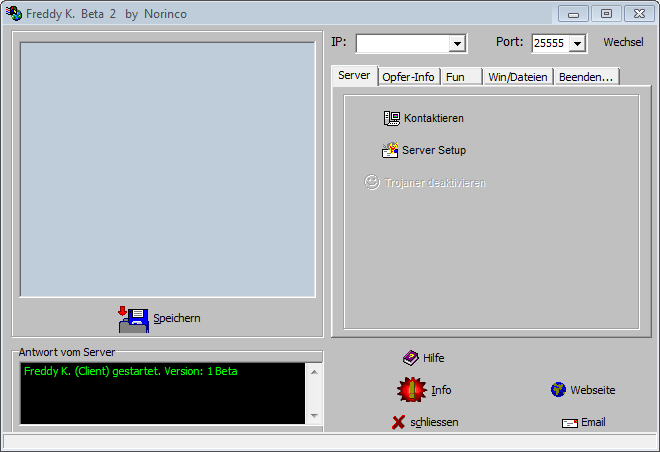 Freddy K. Beta 2 by Norinco
IP:
Port: 25555 Wechsel
Server Opfer-Info Fun Win/Dateien Beenden...
Kontaktieren
Server Setup
Trojaner deaktivieren
Speichern
Antwort vom Server
Freddy K. (Client) gestartet. Version: 1 Beta
Hilfe
Info
Webseite
schliessen
Email